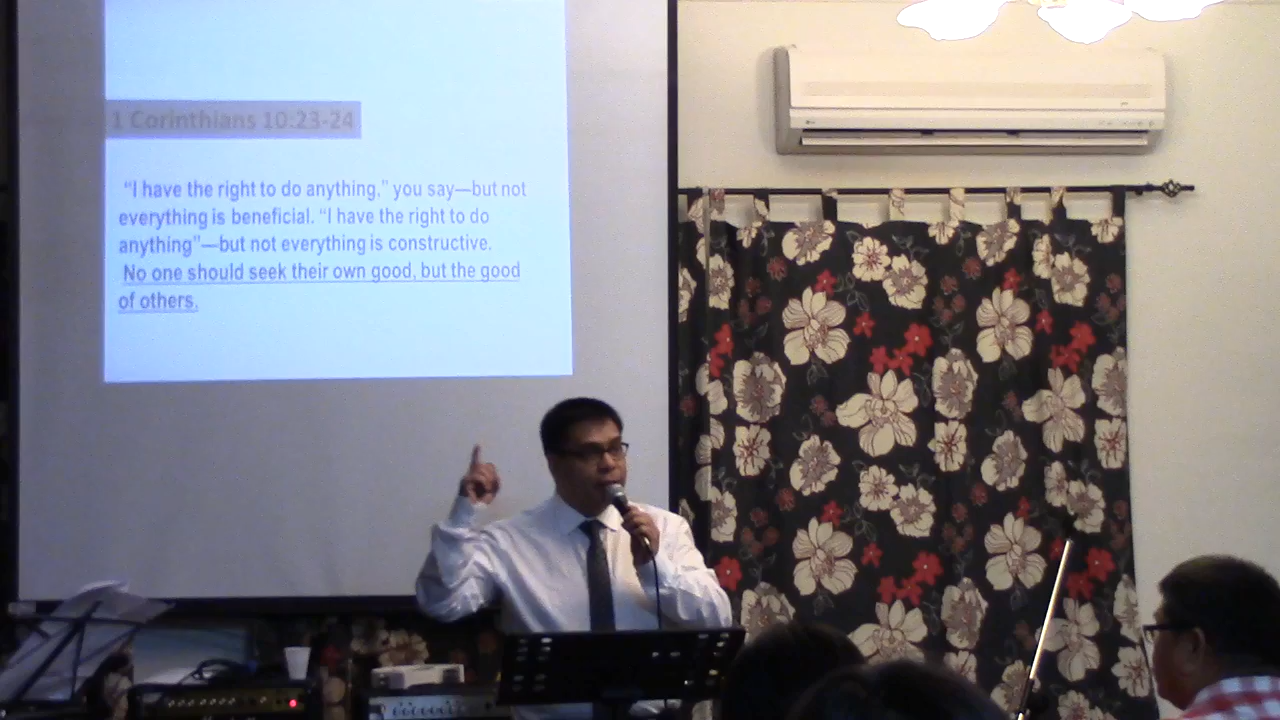 1 Corinthians 10:23-24
“I have the right to do anything,” you say—but not
everything is beneficial. “I have the right to do
anything”—but not everything is constructive.
No one should seek their own good, but the good
of others.